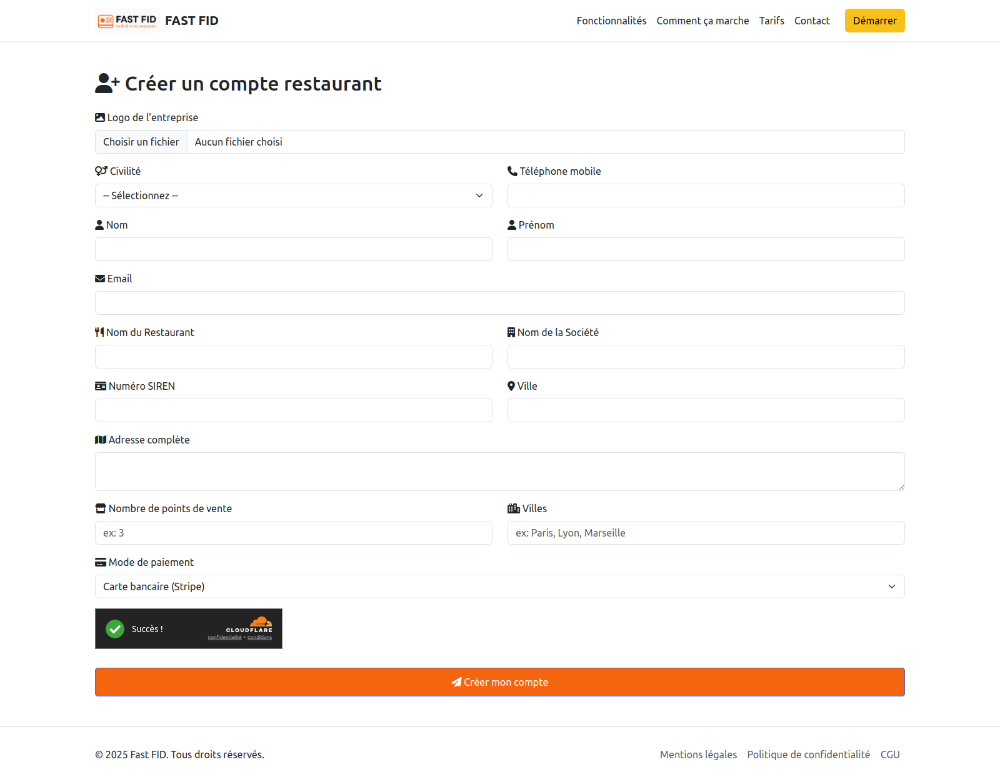 FAST FID
La fidélité récompensée
FAST FID
Fonctionnalités
Comment ça marche
Tarifs
Contact
Démarrer
Créer un compte restaurant
Logo de l'entreprise
Choisir un fichier
Aucun fichier choisi
Civilité
Téléphone mobile
-- Sélectionnez --
Nom
Prénom
Email
Nom du Restaurant
Nom de la Société
Numéro SIREN
Ville
Adresse complète
Nombre de points de vente
Villes
ex: 3
ex: Paris, Lyon, Marseille
Mode de paiement
Carte bancaire (Stripe)
Succès !
CLOUDFLARE
Confidentialité • Conditions
Créer mon compte
© 2025 Fast FID. Tous droits réservés.
Mentions légales
Politique de confidentialité
CGU